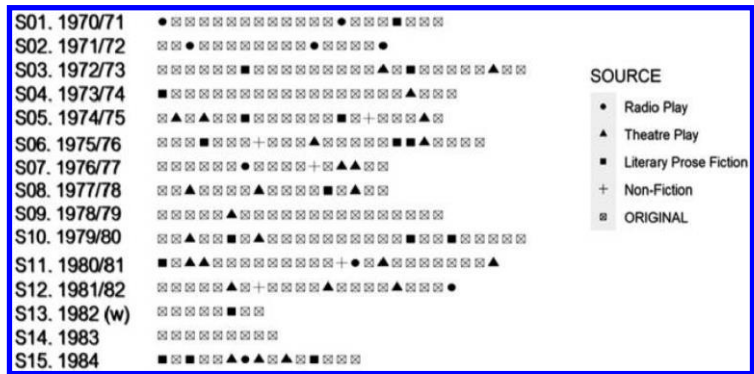 S01. 1970/71
S02. 1971/72
S03. 1972/73
S04. 1973/74
S05. 1974/75
S06. 1975/76
S07. 1976/77
S08. 1977/78
S09. 1978/79
S10. 1979/80
S11. 1980/81
S12. 1981/82
S13. 1982 (w)
S14. 1983
S15. 1984
SOURCE
Radio Play
Theatre Play
Literary Prose Fiction
Non-Fiction
ORIGINAL